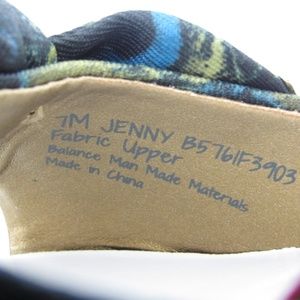 7M JENNY B5761F3903
Fabric Upper
Balance Man Made Materials
Made in China